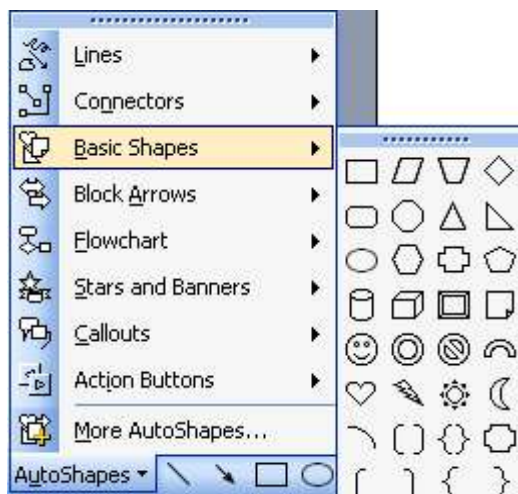 Lines
Connectors
Basic Shapes
Block Arrows
Flowchart
Stars and Banners
Callouts
Action Buttons
More AutoShapes...
AutoShapes